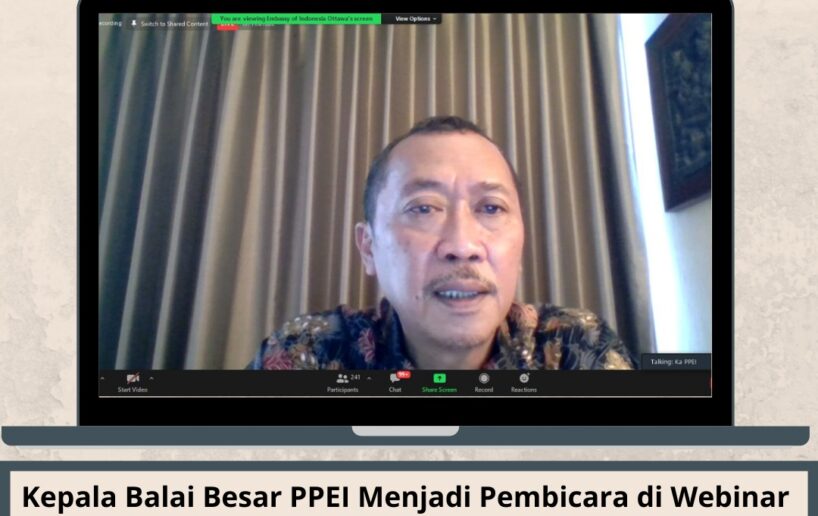 ecording Switch to Shared Content
You are viewing Embassy of Indonesia Ottawa's screen View Options
Talking: Ka PPEI
241 99+
Start Video Participants Chat Share Screen Record Reactions
Kepala Balai Besar PPEI Menjadi Pembicara di Webinar